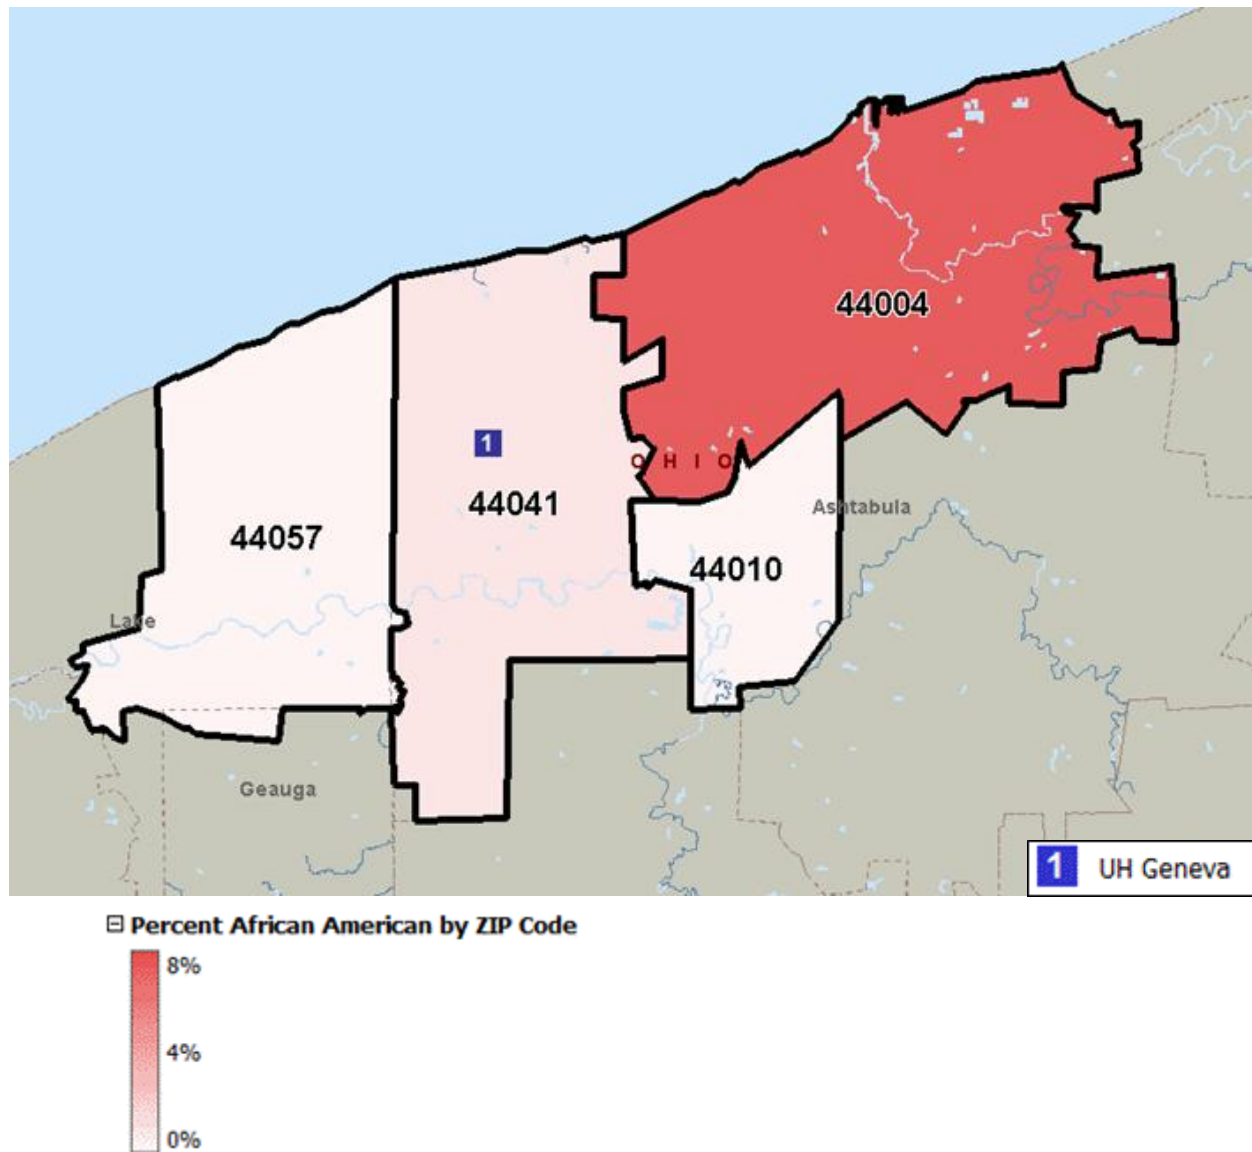 44004
1
OHIO
44041
Ashtabula
44057
44010
Lake
Geauga
1 UH Geneva
Percent African American by ZIP Code
8%
4%
0%